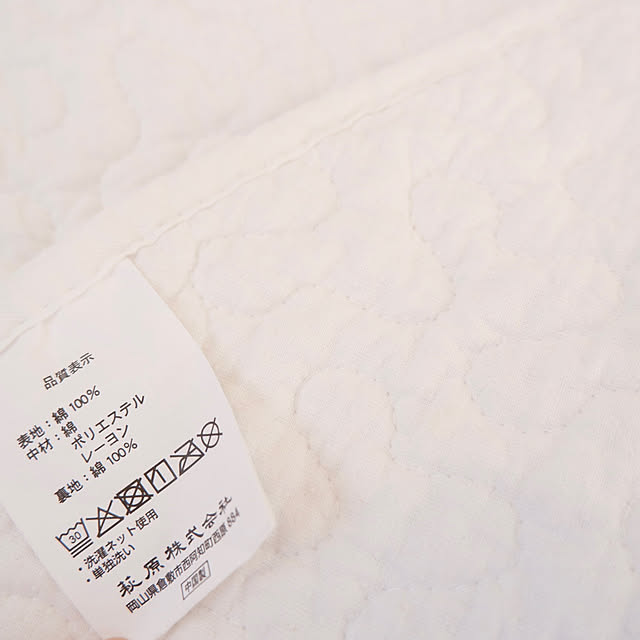 品質表示
表地：綿 100%
中材：綿
ポリエステル
レーヨン
裏地：綿 100%
30
・洗濯ネット使用
・単独洗い
萩原株式会社
岡山県倉敷市西阿知町西原 884
中国製